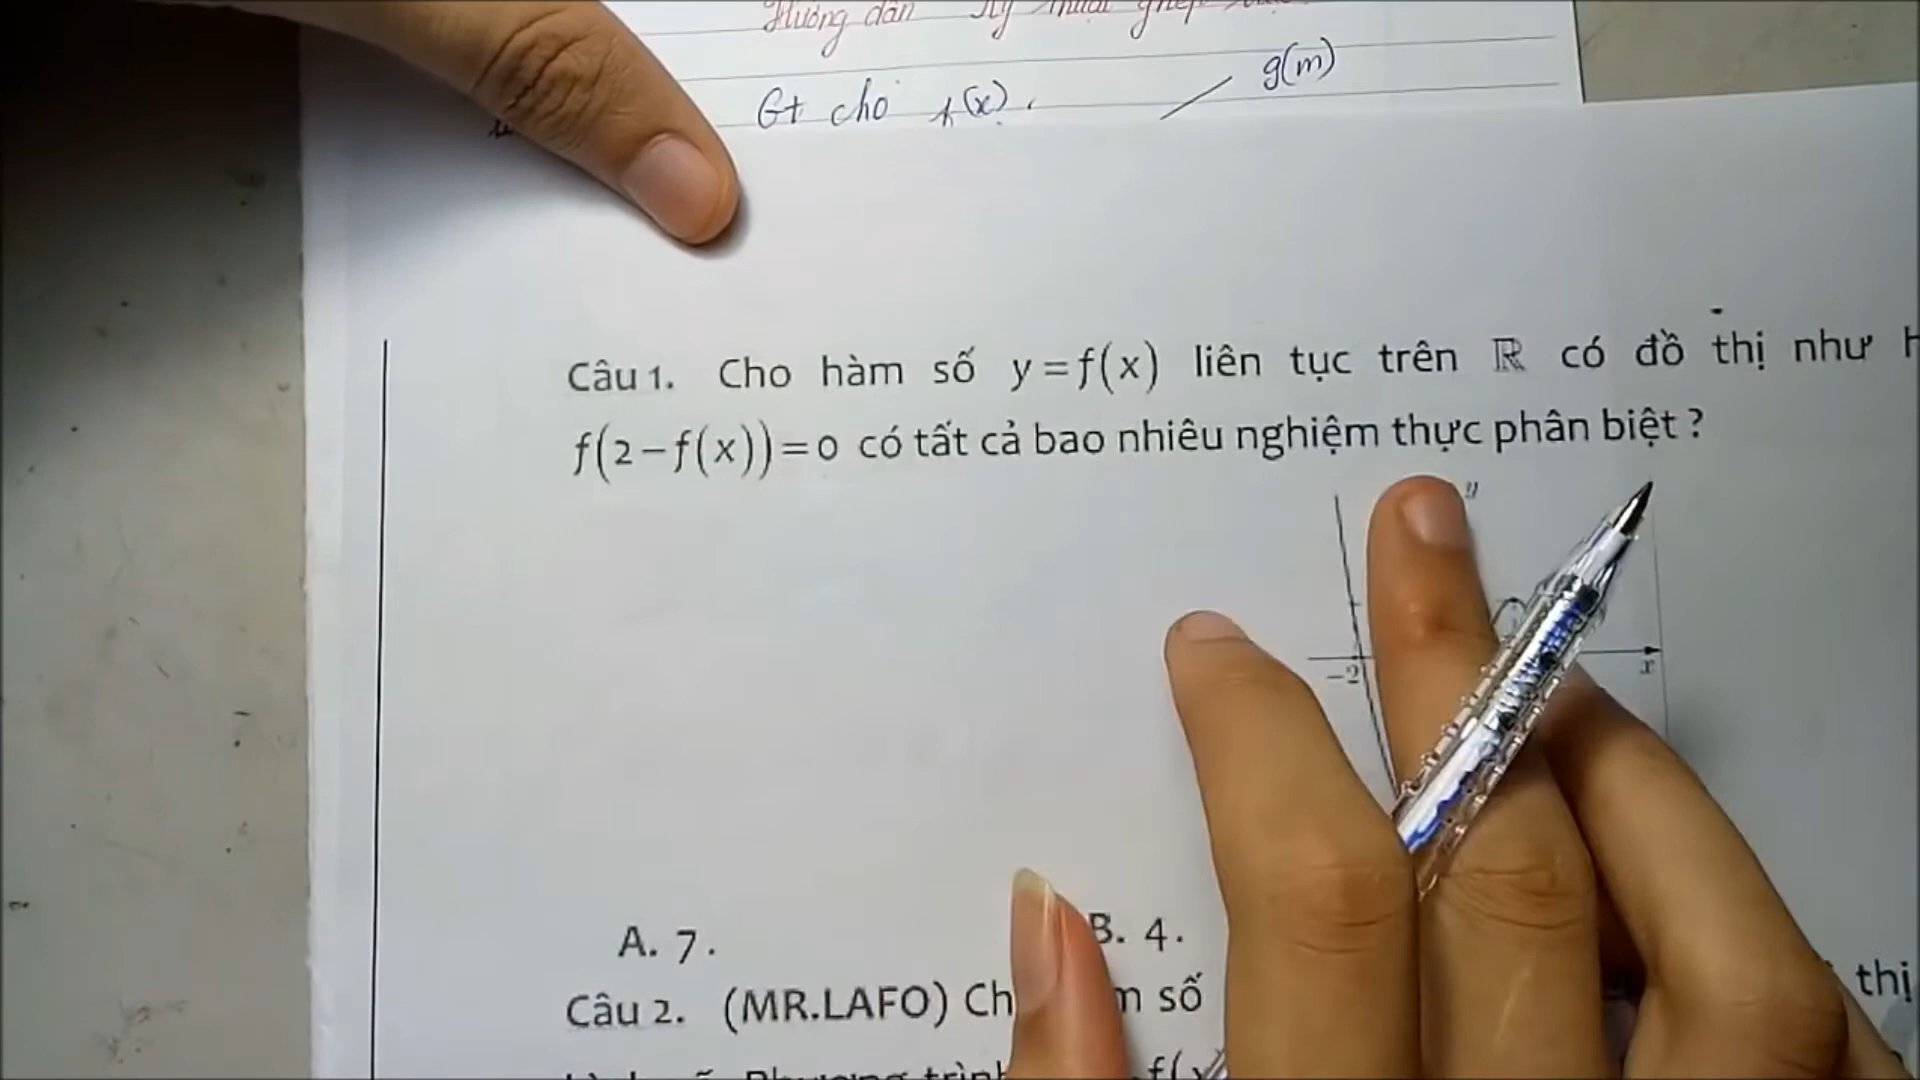 Hướng dẫn
Gt cho f(x). g(m)
Câu 1. Cho hàm số y=f(x) liên tục trên ℝ có đồ thị như
f(2-f(x))=0 có tất cả bao nhiêu nghiệm thực phân biệt ?
y
-2 x
A. 7. B. 4.
Câu 2. (MR.LAFO) Ch số thị